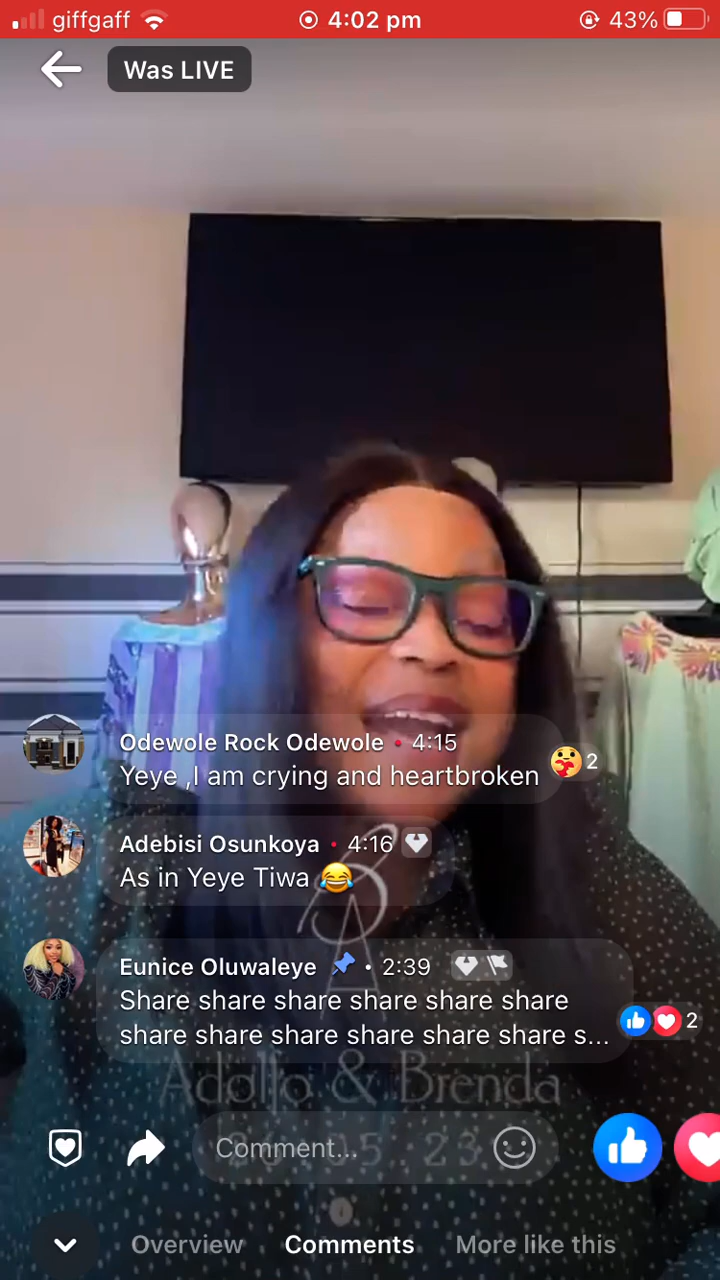 giffgaff 4:02 pm 43%
Was LIVE
Odewole Rock Odewole • 4:15
Yeye ,I am crying and heartbroken
2
Adebisi Osunkoya • 4:16
As in Yeye Tiwa 😂
Eunice Oluwaleye • 2:39
Share share share share share share
share share share share share share s...
2
Adolfo & Brenda
Comment...
Overview Comments More like this